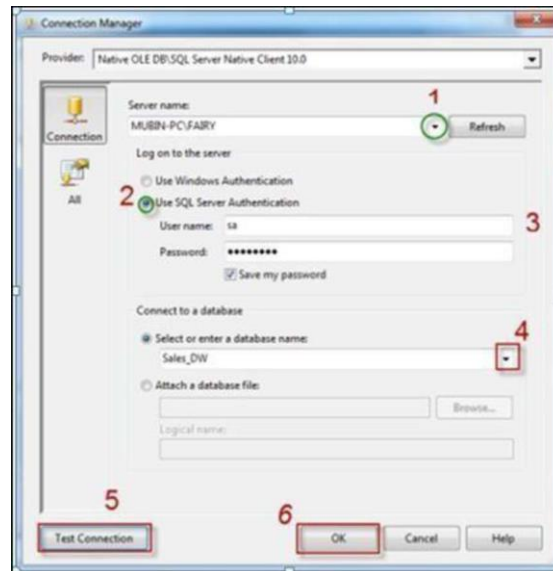 Connection Manager
Provider: Native OLE DB\SQL Server Native Client 10.0
Connection
All
Server name:
1
MUBIN-PC\FAIRY
Refresh
Log on to the server
Use Windows Authentication
2
Use SQL Server Authentication
User name: sa
3
Password: ••••••••
Save my password
Connect to a database
Select or enter a database name:
4
Sales_DW
Attach a database file:
Browse...
Logical name:
5
6
Test Connection
OK
Cancel
Help